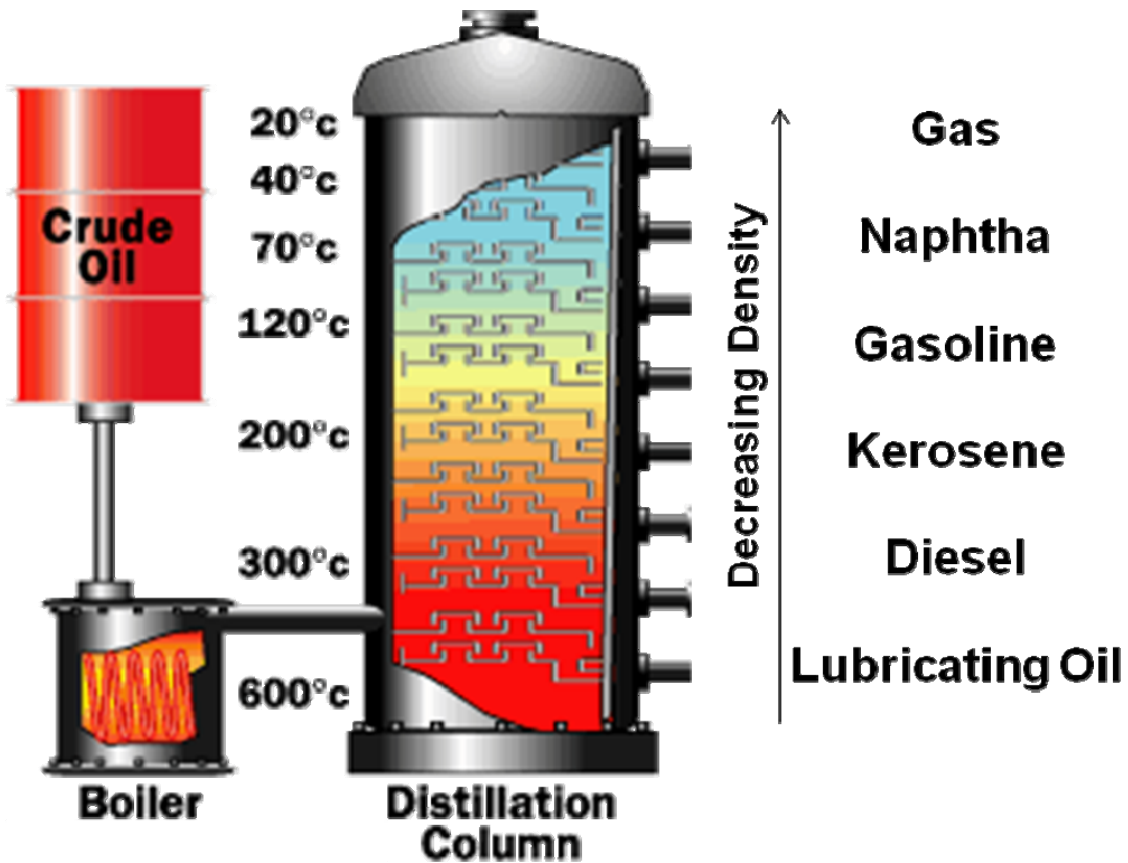 Crude
Oil
20°c
40°c
70°c
120°c
200°c
300°c
600°c
Boiler
Distillation
Column
Decreasing Density
Gas
Naphtha
Gasoline
Kerosene
Diesel
Lubricating Oil